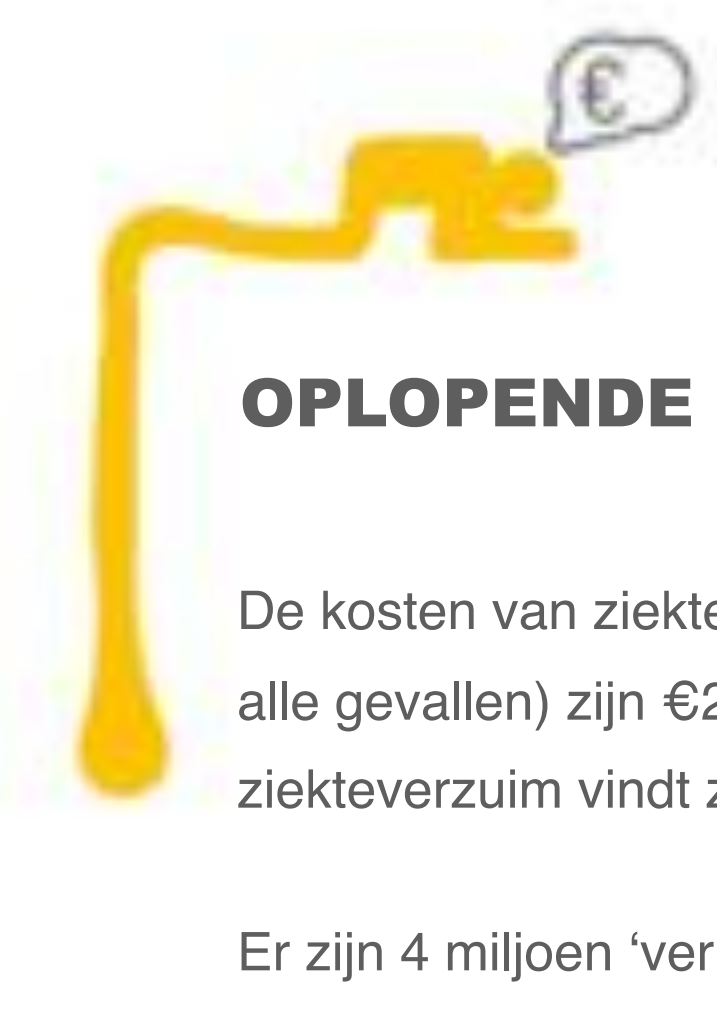 €
OPLOPENDE
De kosten van ziekte
alle gevallen) zijn €2
ziekteverzuim vindt z
Er zijn 4 miljoen ‘ver